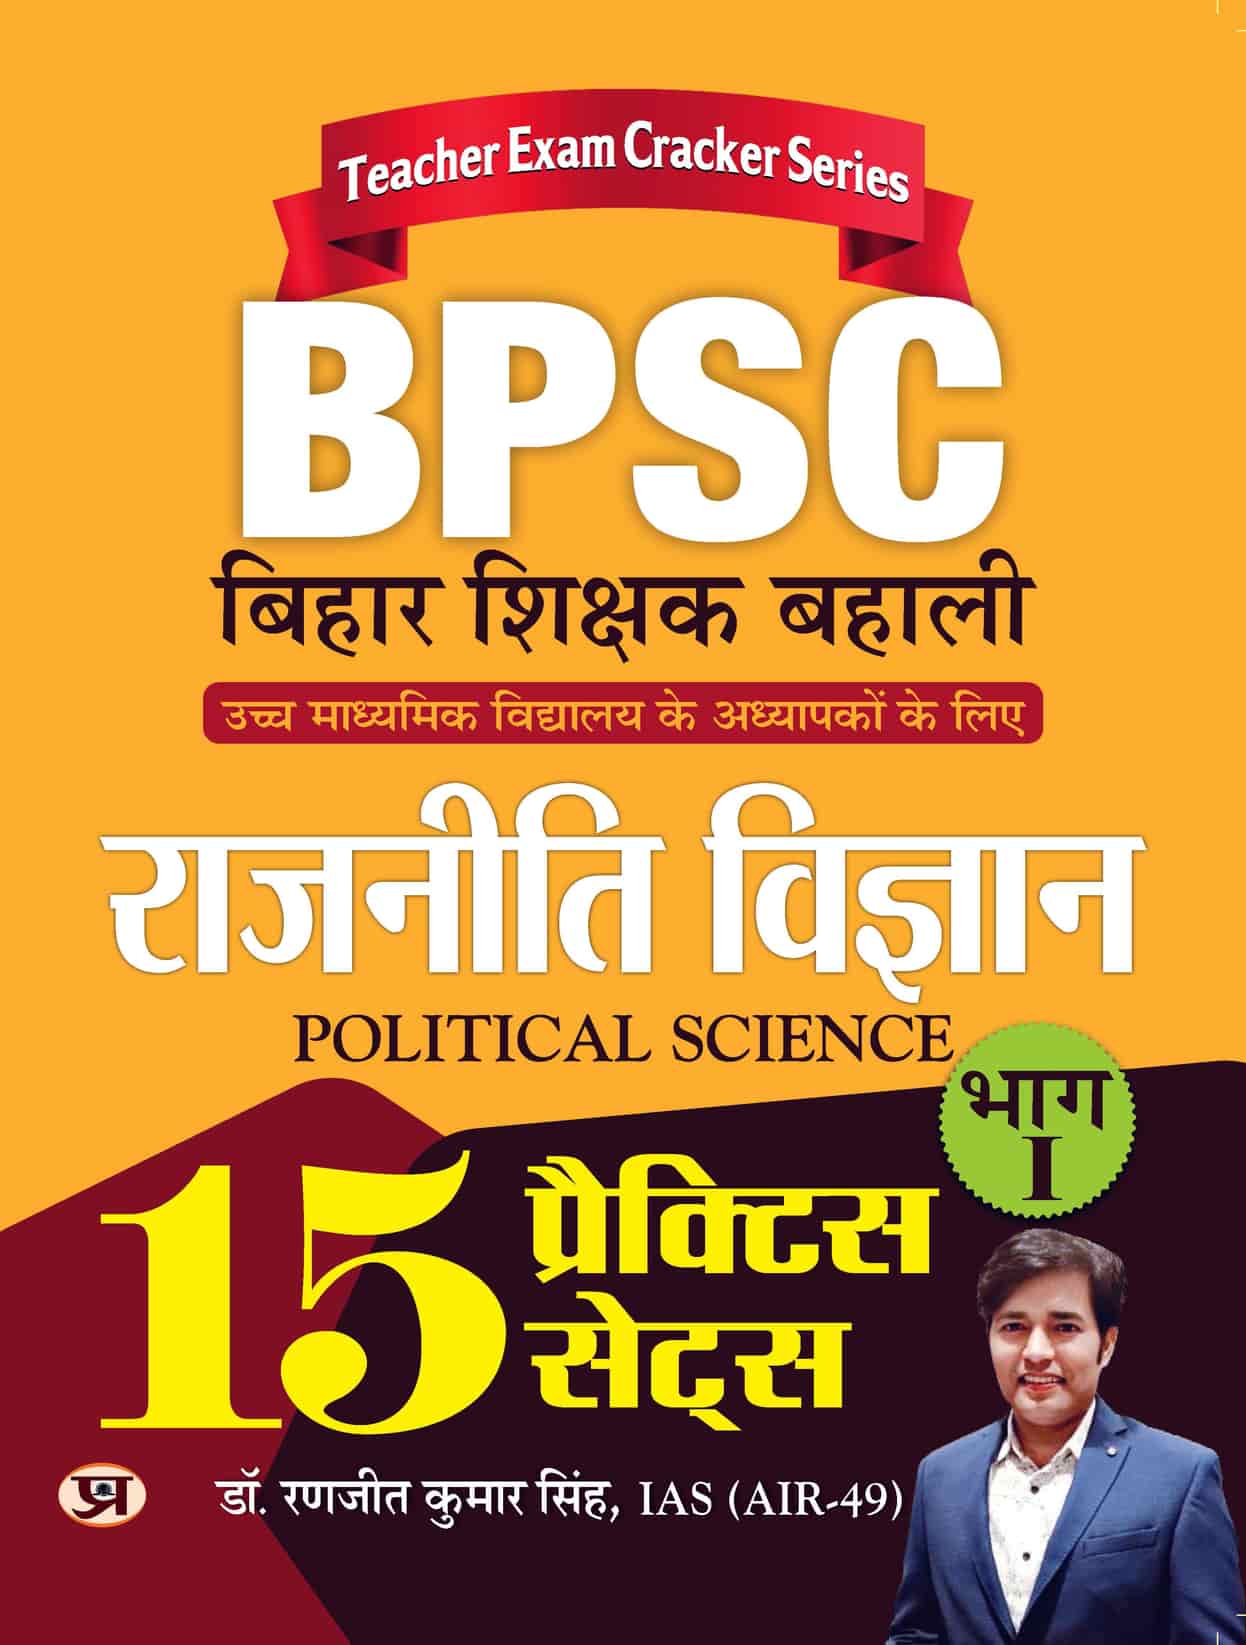 Teacher Exam Cracker Series
BPSC
बिहार शिक्षक बहाली
उच्च माध्यमिक विद्यालय के अध्यापकों के लिए
राजनीति विज्ञान
POLITICAL SCIENCE
भाग
I
15 प्रैक्टिस
सेट्स
प्र
डॉ. रणजीत कुमार सिंह, IAS (AIR-49)